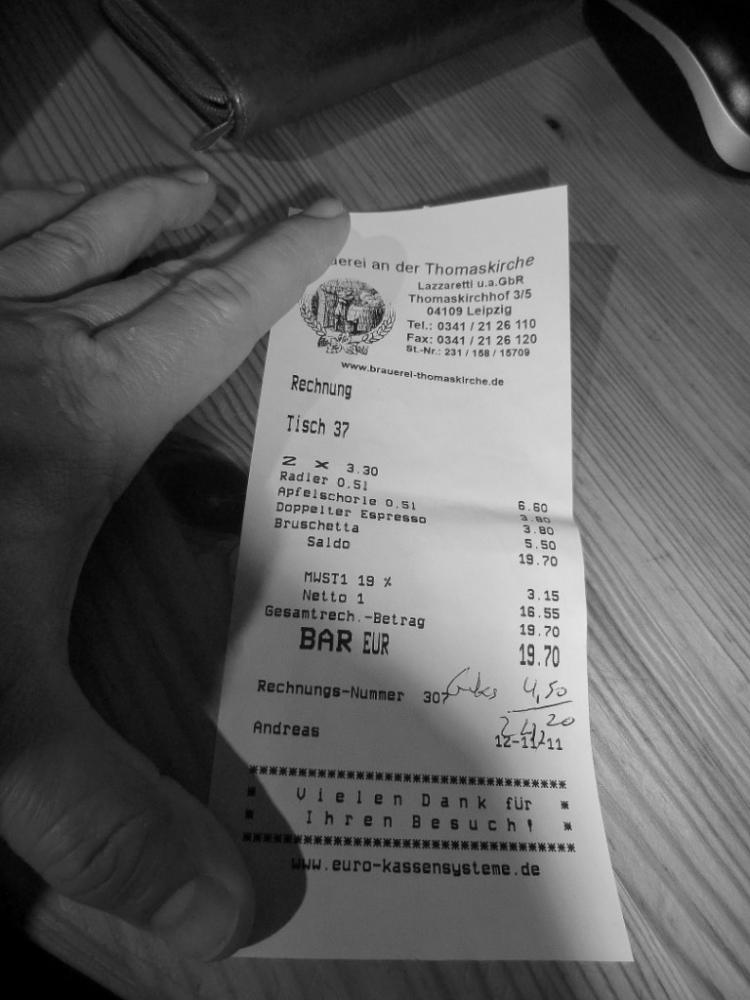 uerei an der Thomaskirche
Lazzaretti u.a.GbR
Thomaskirchhof 3/5
04109 Leipzig
Tel.: 0341 / 21 26 110
Fax: 0341 / 21 26 120
St.-Nr.: 231 / 158 / 15709
www.brauerei-thomaskirche.de
Rechnung
Tisch 37
2 x 3.30
Radler 0.5l 6.60
Apfelschorle 0.5l 3.80
Doppelter Espresso 3.80
Bruschetta 5.50
Saldo 19.70
MWST1 19 % 3.15
Netto 1 16.55
Gesamtrech.-Betrag 19.70
BAR EUR 19.70
Rechnungs-Nummer 307 4,50
24,20
Andreas 12-11-11
***************************
* Vielen Dank für *
* Ihren Besuch! *
***************************
www.euro-kassensysteme.de